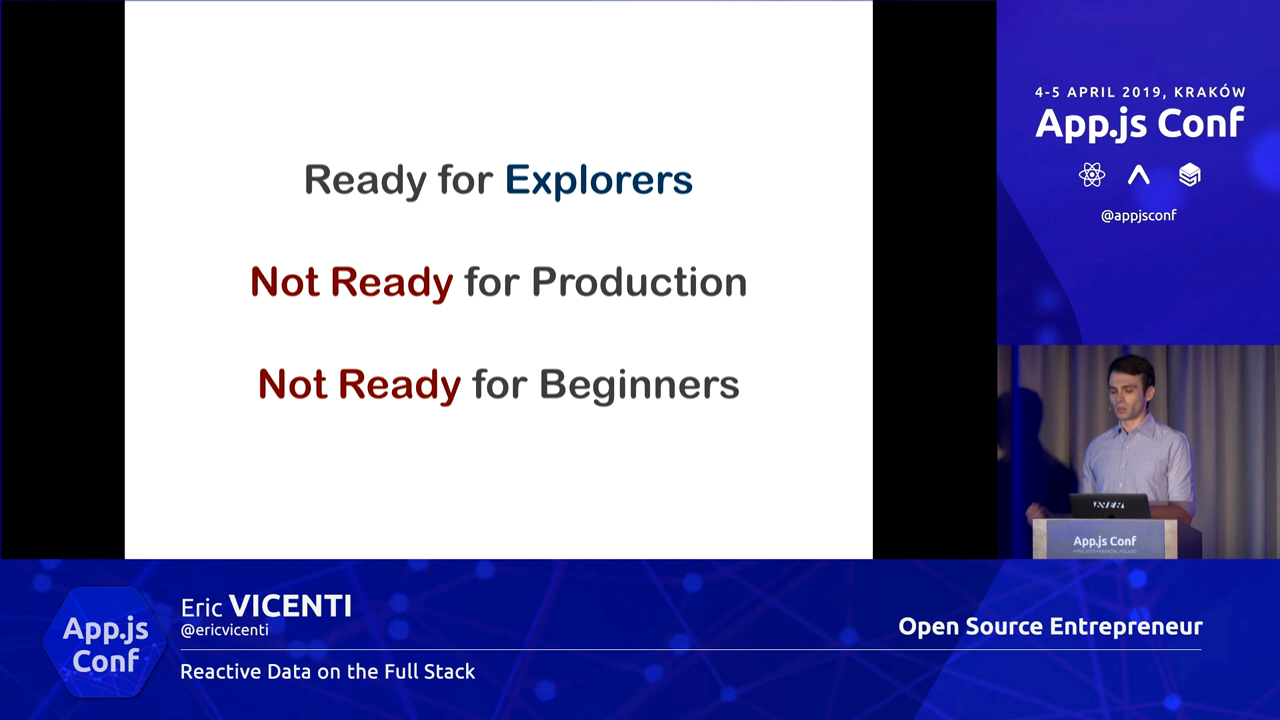 Ready for Explorers
Not Ready for Production
Not Ready for Beginners
4-5 APRIL 2019, KRAKÓW
App.js Conf
@appjsconf
App.js Conf
App.js
Conf
Eric VICENTI
@ericvicenti
Reactive Data on the Full Stack
Open Source Entrepreneur